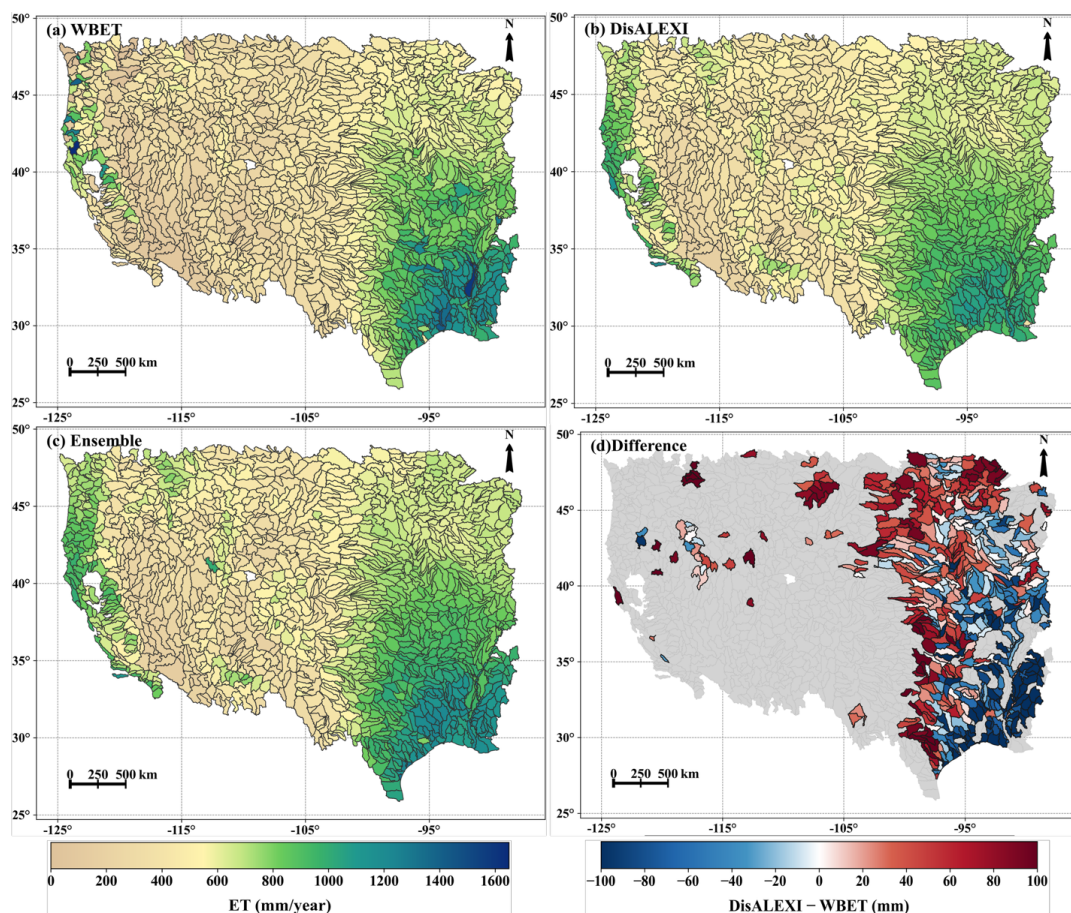 (a) WBET
N
50°
45°
40°
35°
30°
25°
0 250 500 km
-125 -115 -105 -95
(b) DisALEXI
N
50°
45°
40°
35°
30°
25°
0 250 500 km
-125 -115 -105 -95
(c) Ensemble
N
50°
45°
40°
35°
30°
25°
0 250 500 km
-125 -115 -105 -95
(d)Difference
N
50°
45°
40°
35°
30°
25°
0 250 500 km
-125 -115 -105 -95
0 200 400 600 800 1000 1200 1400 1600
ET (mm/year)
−100 −80 −60 −40 −20 0 20 40 60 80 100
DisALEXI − WBET (mm)